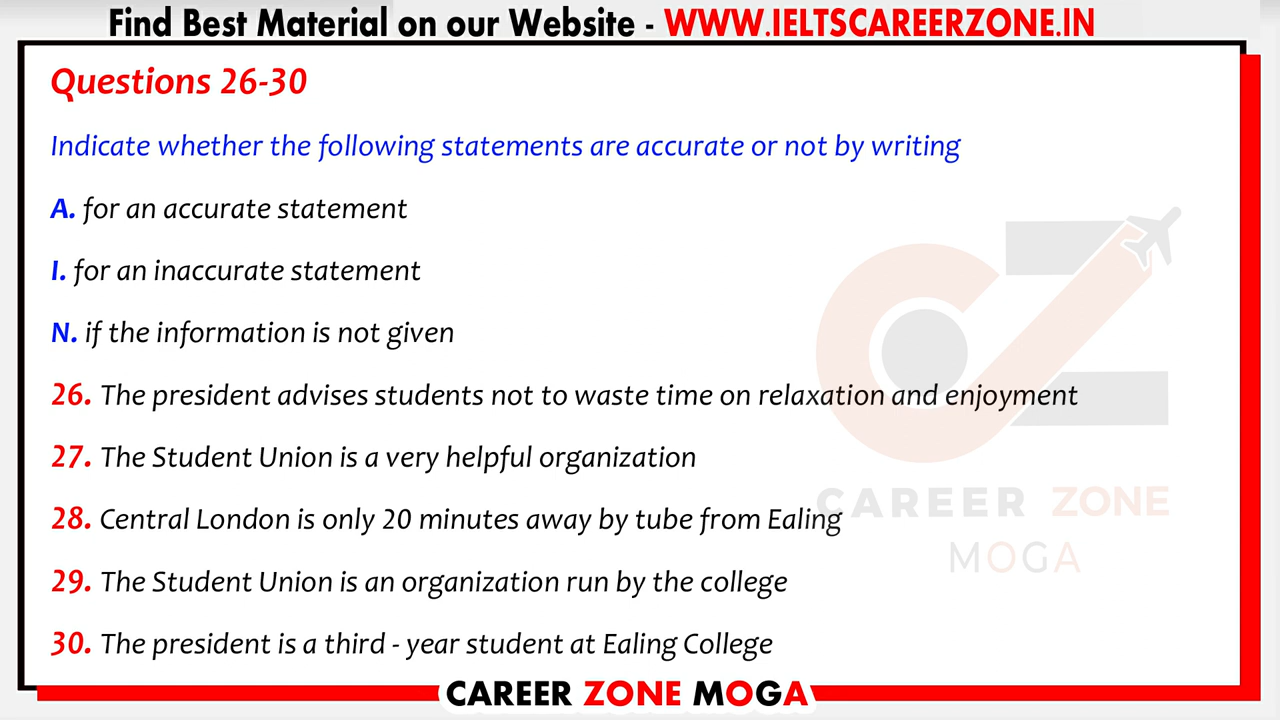 Find Best Material on our Website - WWW.IELTSCAREERZONE.IN
Questions 26-30
Indicate whether the following statements are accurate or not by writing
A. for an accurate statement
I. for an inaccurate statement
N. if the information is not given
26. The president advises students not to waste time on relaxation and enjoyment
27. The Student Union is a very helpful organization
28. Central London is only 20 minutes away by tube from Ealing
CAREER ZONE
MOGA
29. The Student Union is an organization run by the college
30. The president is a third - year student at Ealing College
CAREER ZONE MOGA